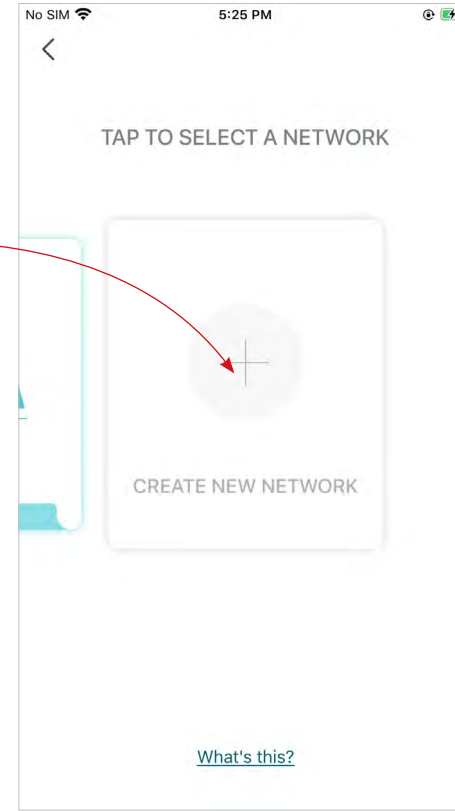 No SIM 5:25 PM
TAP TO SELECT A NETWORK
CREATE NEW NETWORK
What's this?